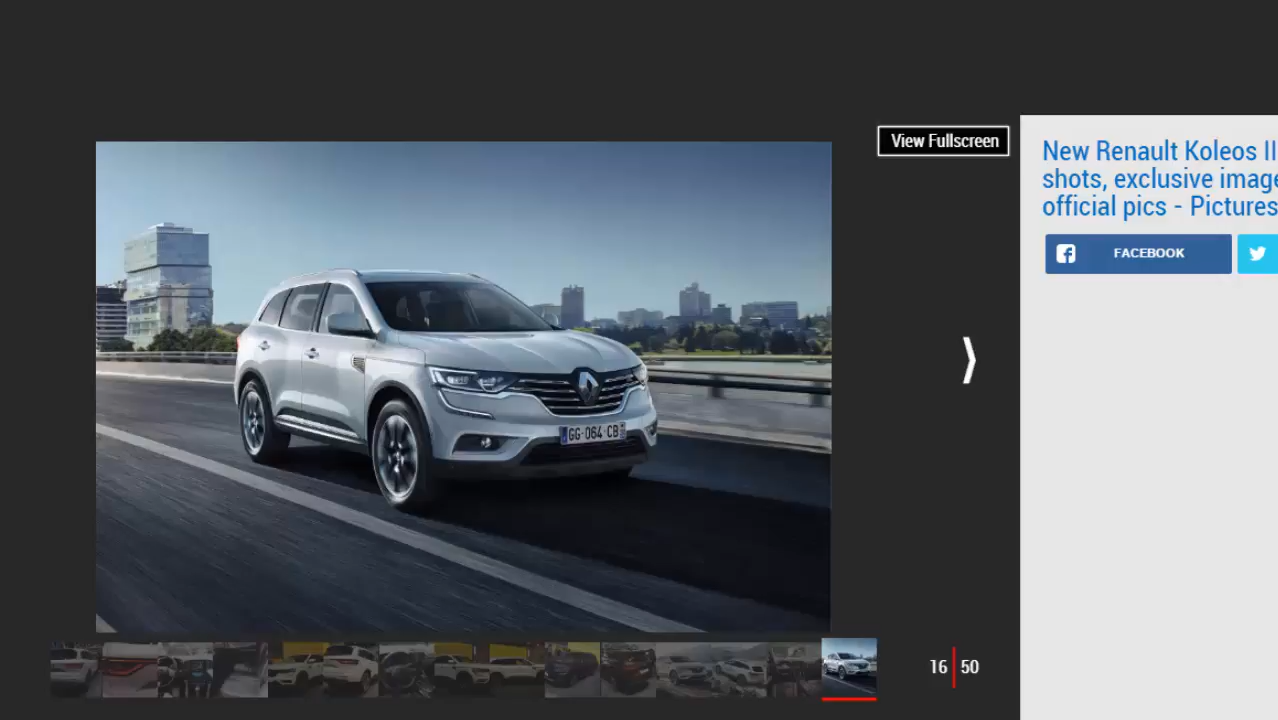 View Fullscreen
New Renault Koleos II
shots, exclusive image
official pics - Pictures
FACEBOOK
GG-064-CB
16 50